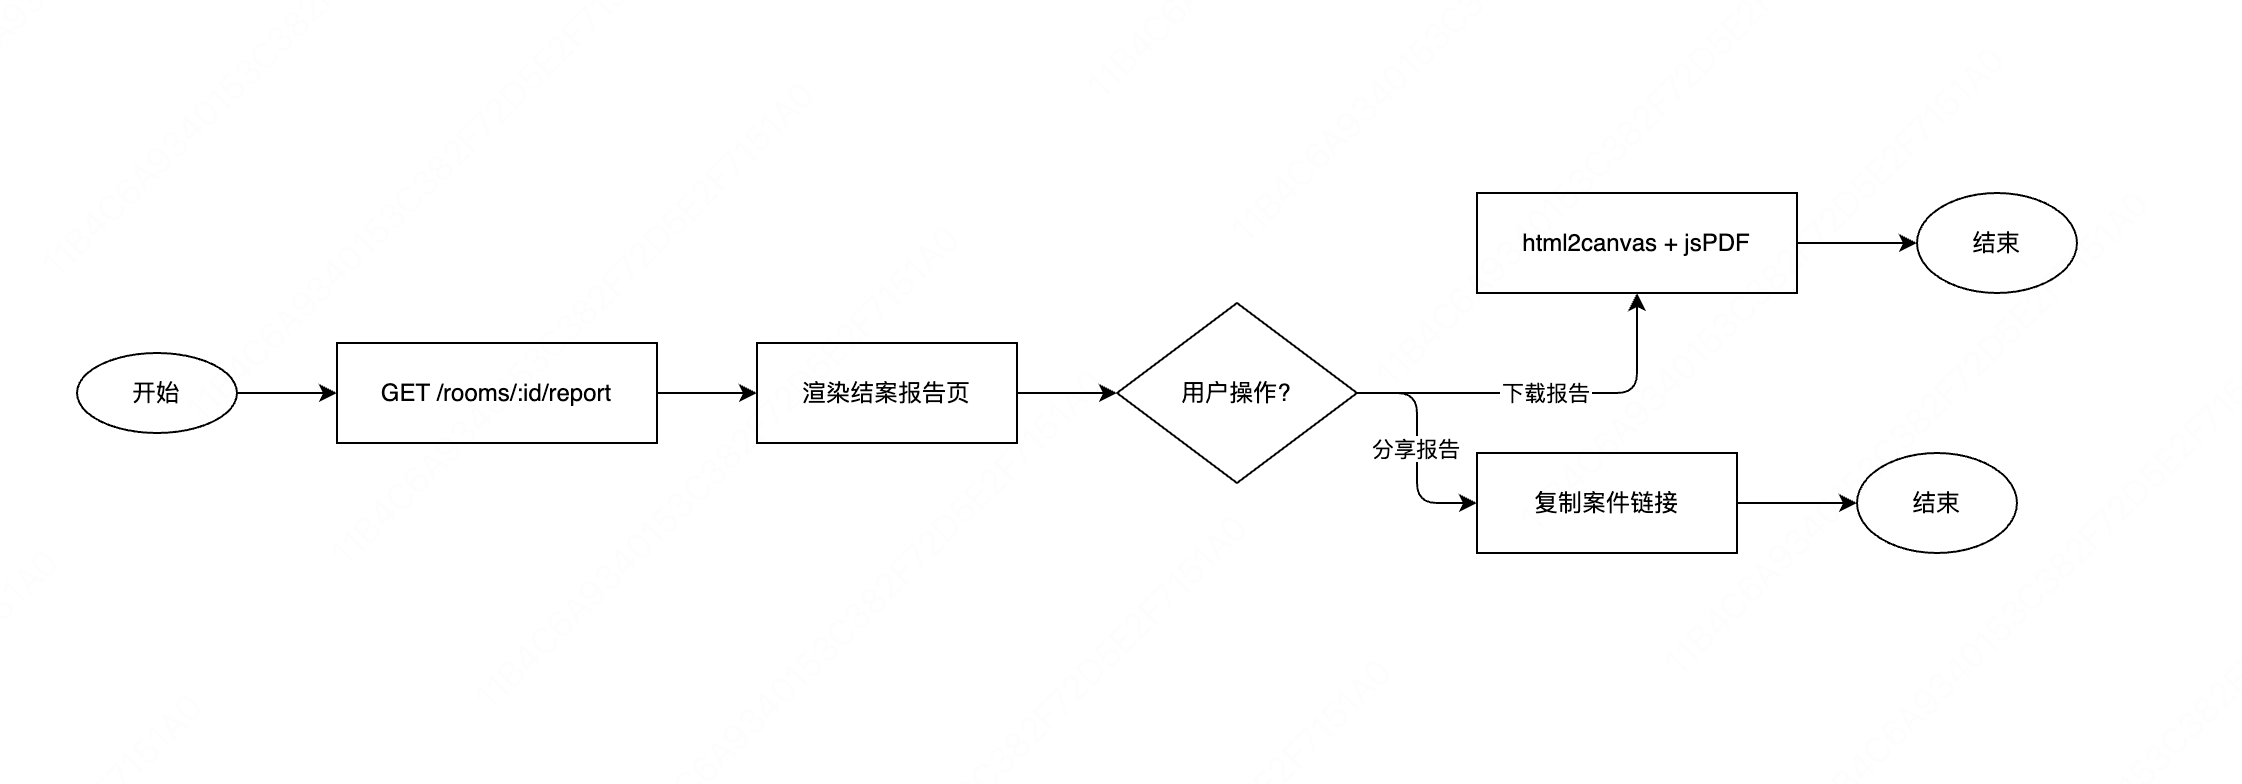 开始
GET /rooms/:id/report
渲染结案报告页
用户操作?
下载报告
html2canvas + jsPDF
结束
分享报告
复制案件链接
结束